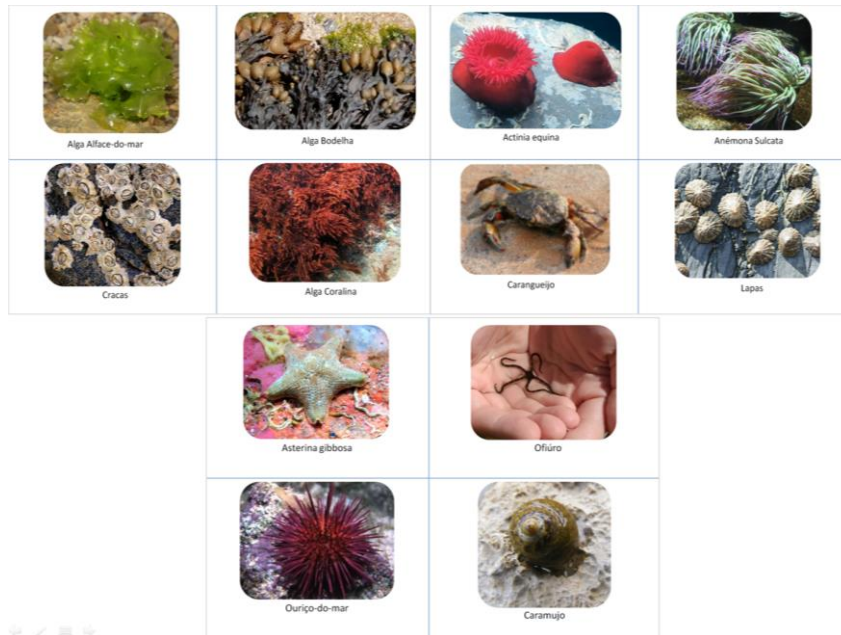 Alga Alface-do-mar
Alga Bodelha
Actinia equina
Anémona Sulcata
Cracas
Alga Coralina
Carangueijo
Lapas
Asterina gibbosa
Ofiúro
Ouriço-do-mar
Caramujo